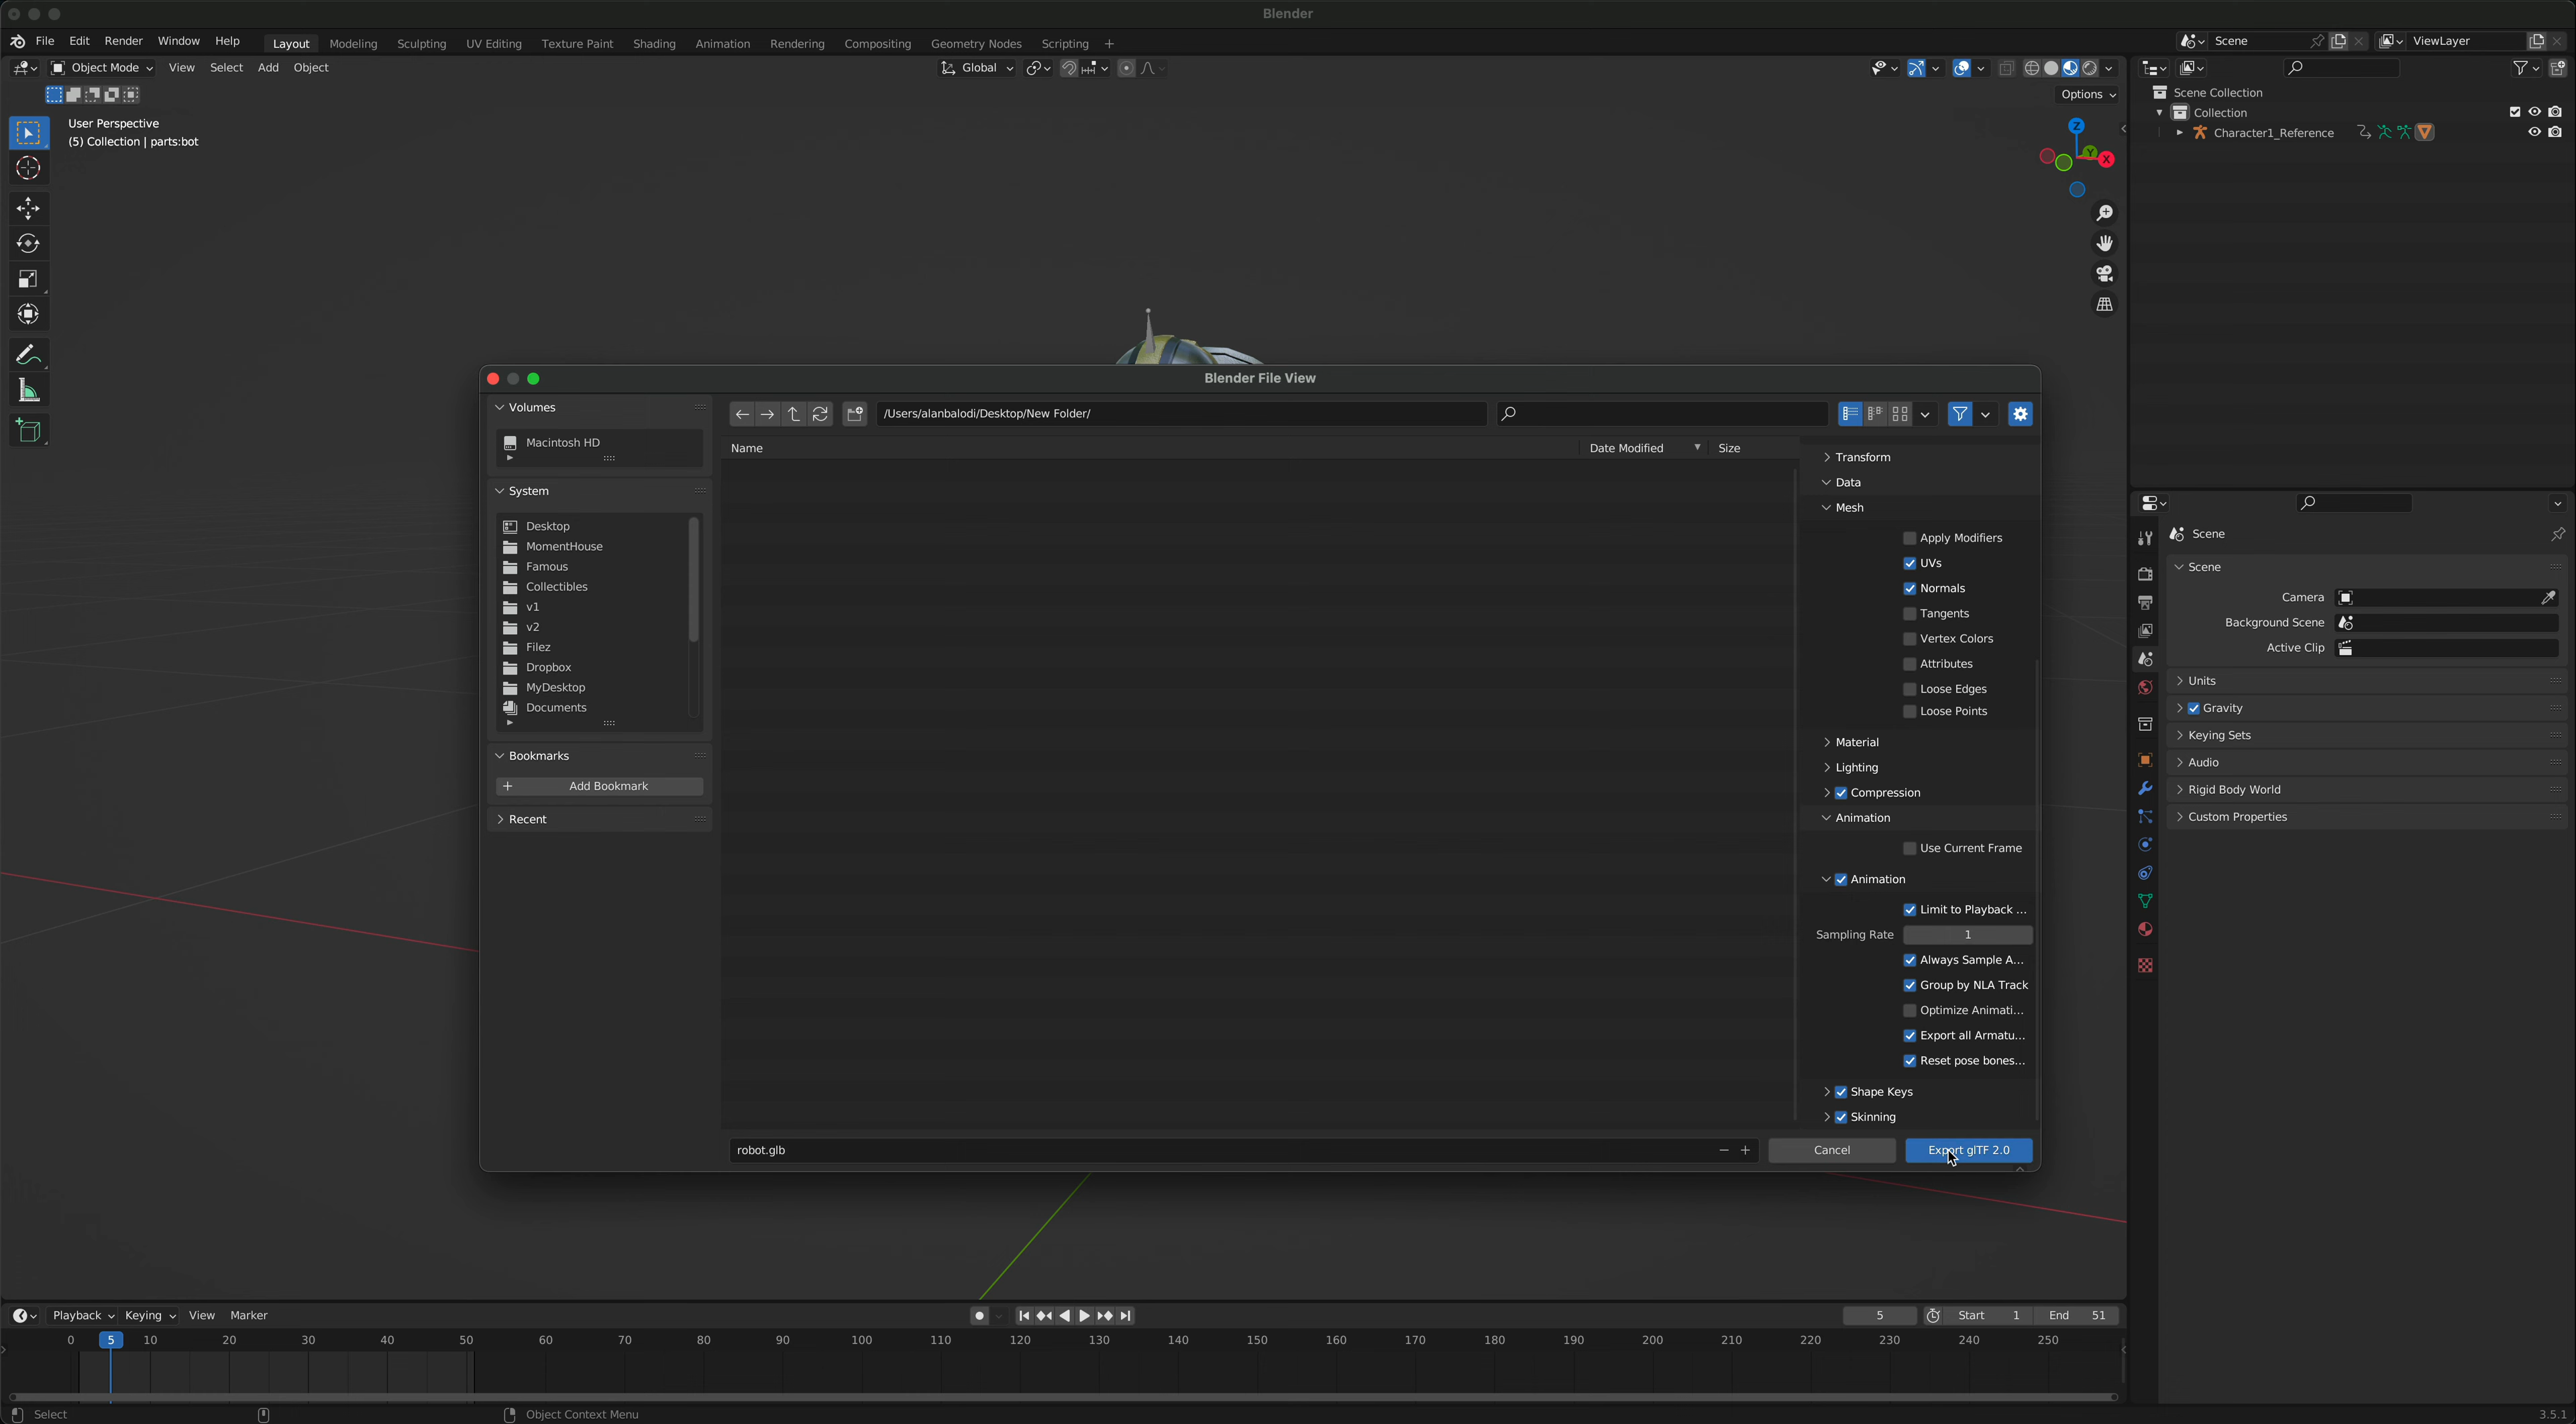 Blender
File Edit Render Window Help Layout Modeling Sculpting UV Editing Texture Paint Shading Animation Rendering Compositing Geometry Nodes Scripting + Scene ViewLayer
Object Mode View Select Add Object Global
Options
User Perspective
(5) Collection | parts:bot
Z
Y
X
Scene Collection
Collection
Character1_Reference
Blender File View
Volumes
Macintosh HD
System
Desktop
MomentHouse
Famous
Collectibles
v1
v2
Filez
Dropbox
MyDesktop
Documents
Bookmarks
Add Bookmark
Recent
/Users/alanbalodi/Desktop/New Folder/
Name Date Modified Size
Transform
Data
Mesh
Apply Modifiers
UVs
Normals
Tangents
Vertex Colors
Attributes
Loose Edges
Loose Points
Material
Lighting
Compression
Animation
Use Current Frame
Animation
Limit to Playback ...
Sampling Rate 1
Always Sample A...
Group by NLA Track
Optimize Animati...
Export all Armatu...
Reset pose bones...
Shape Keys
Skinning
robot.glb
Cancel
Export glTF 2.0
Scene
Scene
Camera
Background Scene
Active Clip
Units
Gravity
Keying Sets
Audio
Rigid Body World
Custom Properties
Playback Keying View Marker 5 Start 1 End 51
0 5 10 20 30 40 50 60 70 80 90 100 110 120 130 140 150 160 170 180 190 200 210 220 230 240 250
Select Object Context Menu 3.5.1